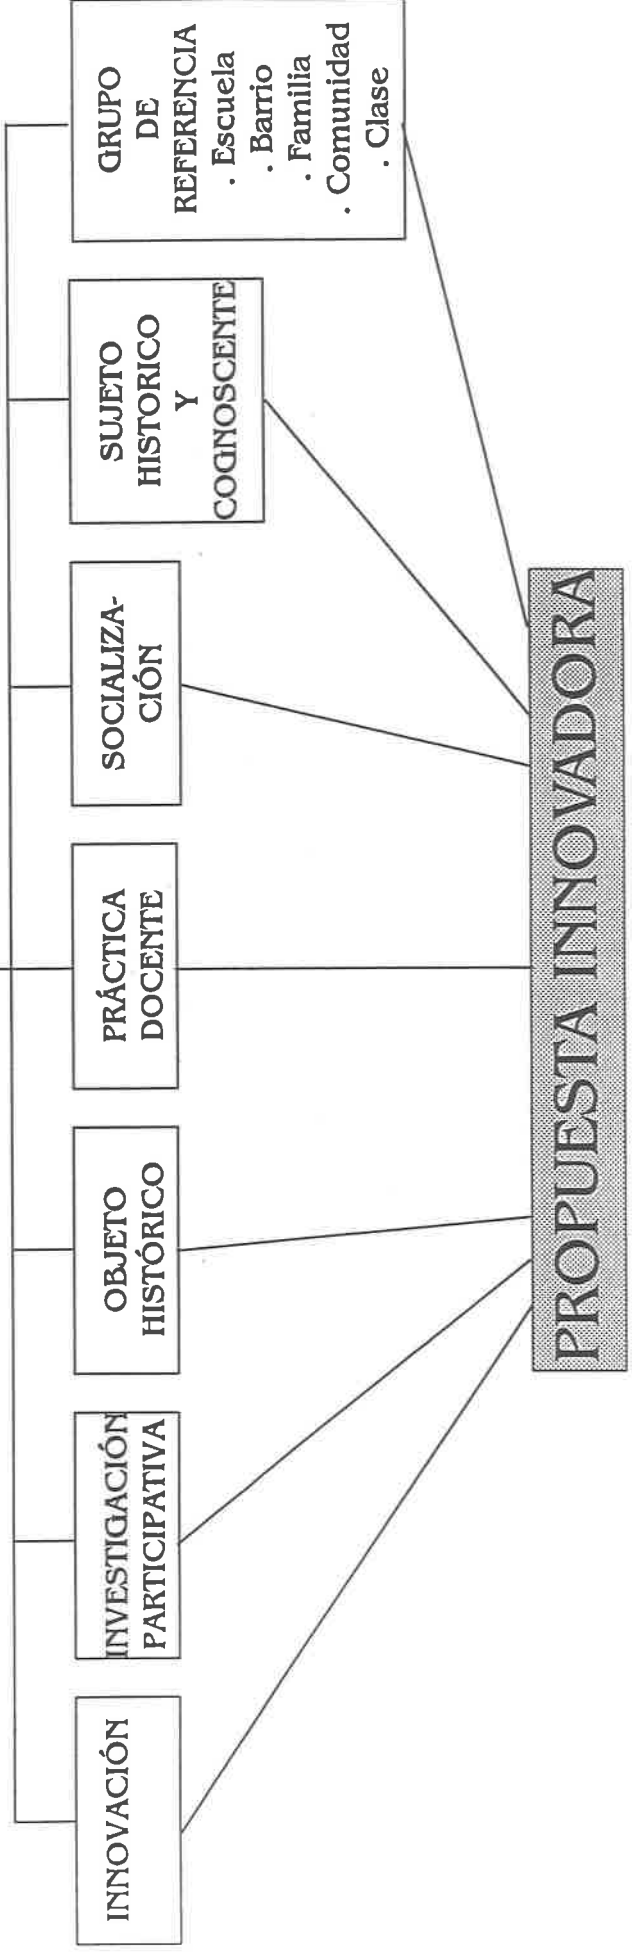 INNOVACIÓN
INVESTIGACIÓN
PARTICIPATIVA
OBJETO
HISTÓRICO
PRÁCTICA
DOCENTE
SOCIALIZA-
CIÓN
SUJETO
HISTORICO
Y
COGNOSCENTE
GRUPO
DE
REFERENCIA
. Escuela
. Barrio
. Familia
. Comunidad
. Clase
PROPUESTA INNOVADORA